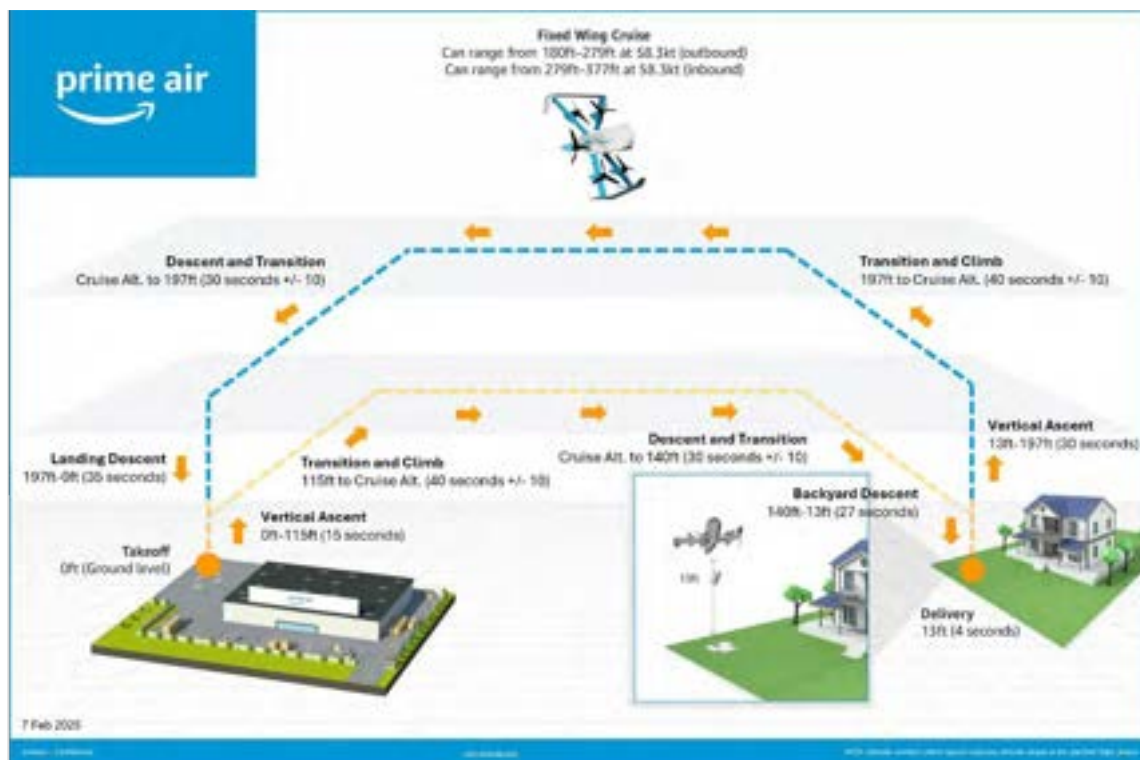 prime air
Fixed Wing Cruise
Can range from 180ft-279ft at 58.3kt (outbound)
Can range from 279ft-377ft at 58.3kt (inbound)
Descent and Transition
Cruise Alt. to 197ft (30 seconds +/- 10)
Transition and Climb
197ft to Cruise Alt. (40 seconds +/- 10)
Landing Descent
197ft-0ft (35 seconds)
Transition and Climb
115ft to Cruise Alt. (40 seconds +/- 10)
Descent and Transition
Cruise Alt. to 140ft (30 seconds +/- 10)
Vertical Ascent
13ft-197ft (30 seconds)
Vertical Ascent
0ft-115ft (15 seconds)
Backyard Descent
140ft-13ft (27 seconds)
Takeoff
0ft (Ground level)
13ft
Delivery
13ft (4 seconds)
7 Feb 2025